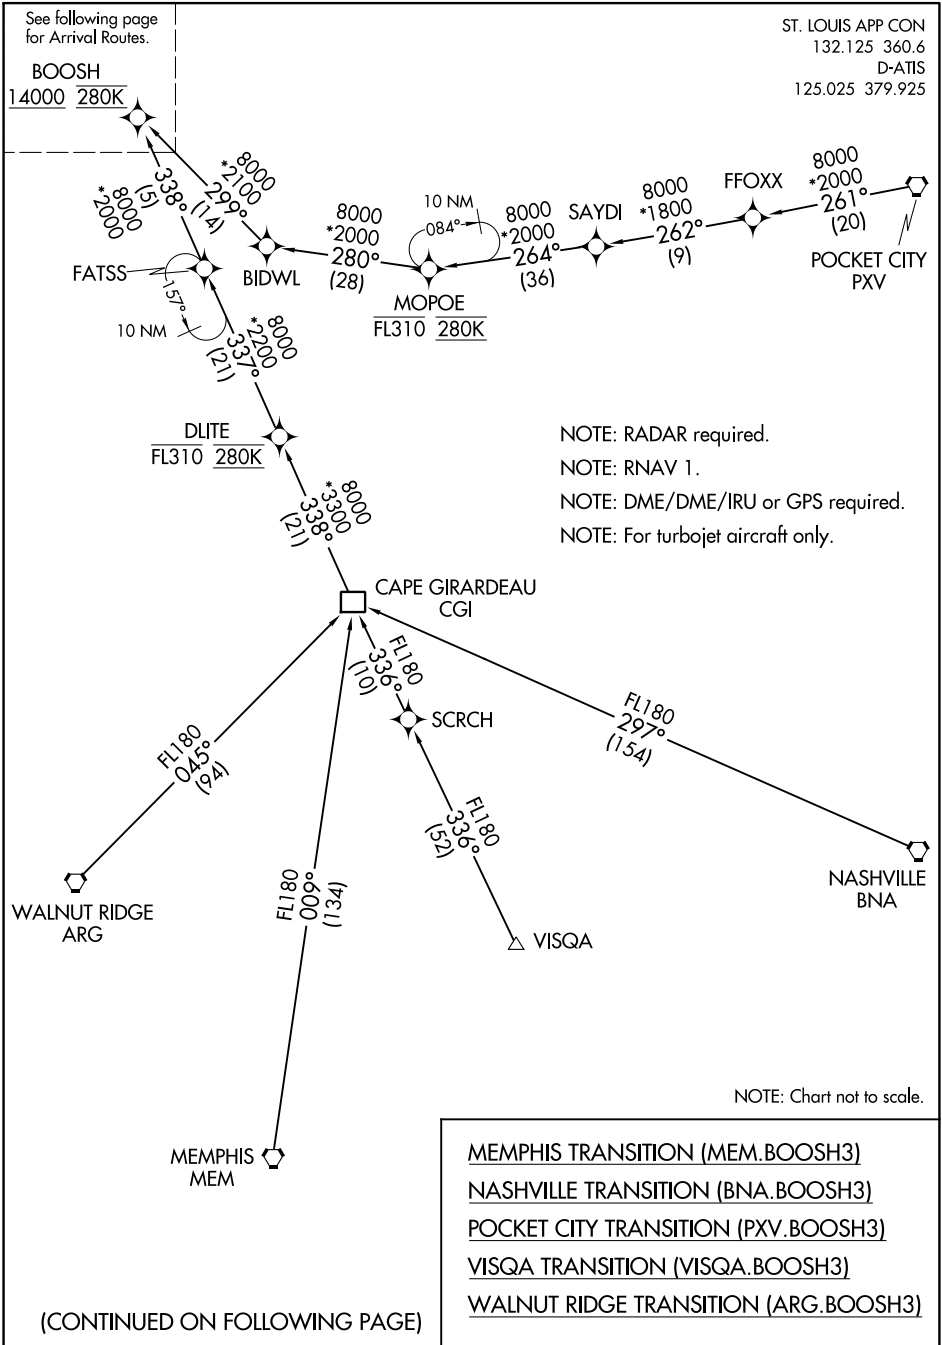 See following page
for Arrival Routes.
BOOSH
14000 280K
ST. LOUIS APP CON
132.125 360.6
D-ATIS
125.025 379.925
8000
*2000
338°
(5)
8000
*2100
299°
(14)
BIDWL
8000
*2000
280°
(28)
10 NM
084°
MOPOE
FL310 280K
8000
*2000
264°
(36)
SAYDI
8000
*1800
262°
(9)
FFOXX
8000
*2000
261°
(20)
POCKET CITY
PXV
FATSS
157°
10 NM
8000
*2200
337°
(21)
DLITE
FL310 280K
8000
*3300
338°
(21)
NOTE: RADAR required.
NOTE: RNAV 1.
NOTE: DME/DME/IRU or GPS required.
NOTE: For turbojet aircraft only.
CAPE GIRARDEAU
CGI
FL180
336°
(10)
SCRCH
FL180
297°
(154)
FL180
045°
(94)
FL180
336°
(52)
FL180
009°
(134)
WALNUT RIDGE
ARG
VISQA
NASHVILLE
BNA
MEMPHIS
MEM
NOTE: Chart not to scale.
MEMPHIS TRANSITION (MEM.BOOSH3)
NASHVILLE TRANSITION (BNA.BOOSH3)
POCKET CITY TRANSITION (PXV.BOOSH3)
VISQA TRANSITION (VISQA.BOOSH3)
WALNUT RIDGE TRANSITION (ARG.BOOSH3)
(CONTINUED ON FOLLOWING PAGE)